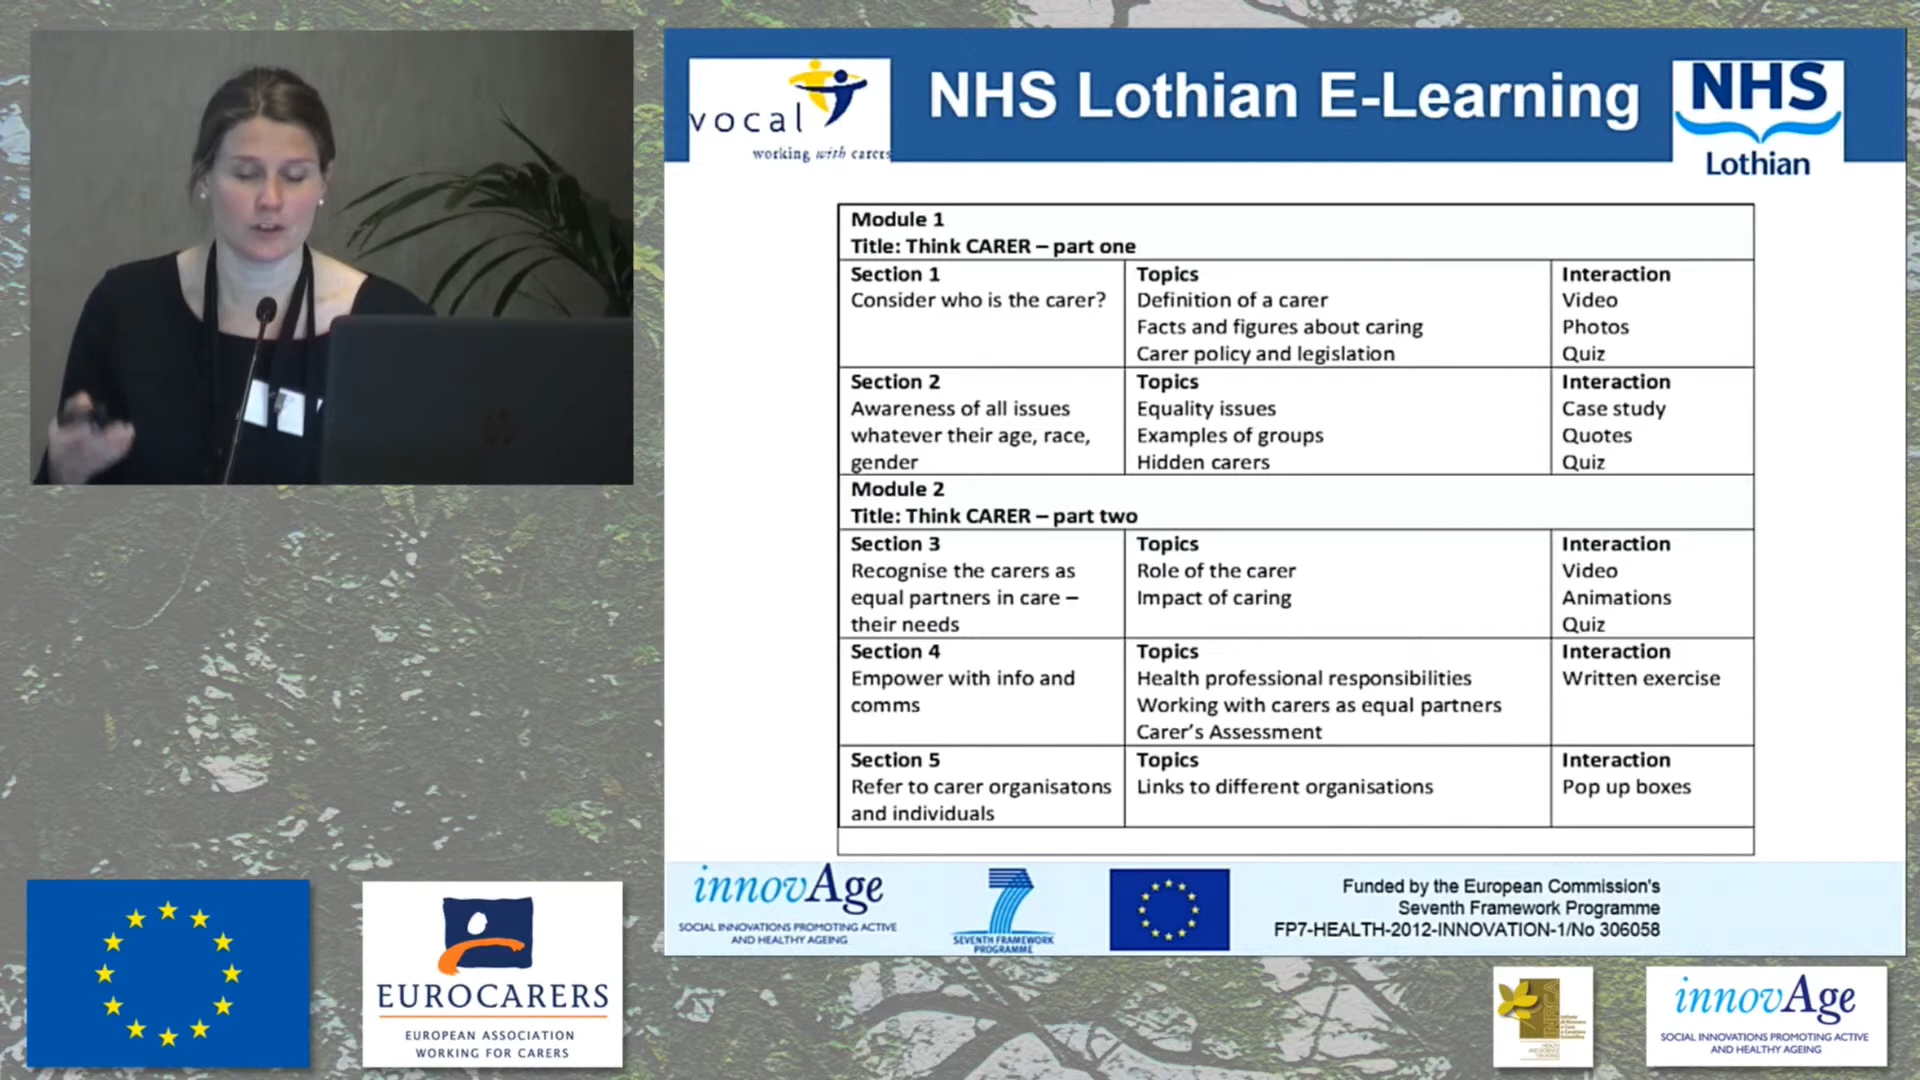 vocal
working with carers
NHS Lothian E-Learning
NHS
Lothian
Module 1
Title: Think CARER – part one
Section 1
Consider who is the carer?
Topics
Definition of a carer
Facts and figures about caring
Carer policy and legislation
Interaction
Video
Photos
Quiz
Section 2
Awareness of all issues
whatever their age, race,
gender
Topics
Equality issues
Examples of groups
Hidden carers
Interaction
Case study
Quotes
Quiz
Module 2
Title: Think CARER – part two
Section 3
Recognise the carers as
equal partners in care –
their needs
Topics
Role of the carer
Impact of caring
Interaction
Video
Animations
Quiz
Section 4
Empower with info and
comms
Topics
Health professional responsibilities
Working with carers as equal partners
Carer's Assessment
Interaction
Written exercise
Section 5
Refer to carer organisatons
and individuals
Topics
Links to different organisations
Interaction
Pop up boxes
innovAge
SOCIAL INNOVATIONS PROMOTING ACTIVE
AND HEALTHY AGEING
SEVENTH FRAMEWORK
PROGRAMME
Funded by the European Commission's
Seventh Framework Programme
FP7-HEALTH-2012-INNOVATION-1/No 306058
EUROCARERS
EUROPEAN ASSOCIATION
WORKING FOR CARERS
INRCA
innovAge
SOCIAL INNOVATIONS PROMOTING ACTIVE
AND HEALTHY AGEING